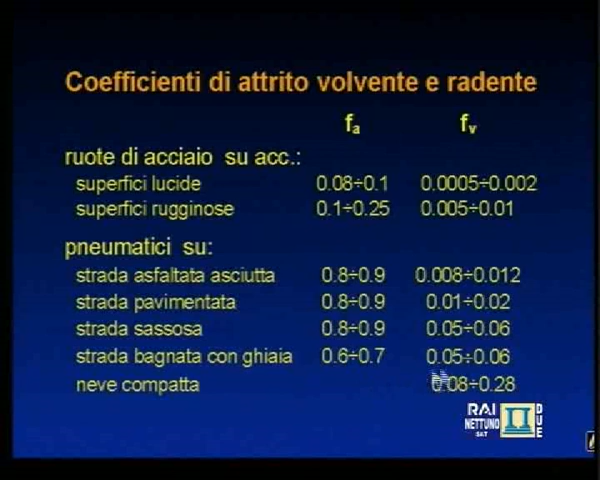 Coefficienti di attrito volvente e radente
fa fv
ruote di acciaio su acc.:
superfici lucide 0.08÷0.1 0.0005÷0.002
superfici rugginose 0.1÷0.25 0.005÷0.01
pneumatici su:
strada asfaltata asciutta 0.8÷0.9 0.008÷0.012
strada pavimentata 0.8÷0.9 0.01÷0.02
strada sassosa 0.8÷0.9 0.05÷0.06
strada bagnata con ghiaia 0.6÷0.7 0.05÷0.06
neve compatta 0.08÷0.28
RAI
NETTUNO
SAT
DUE